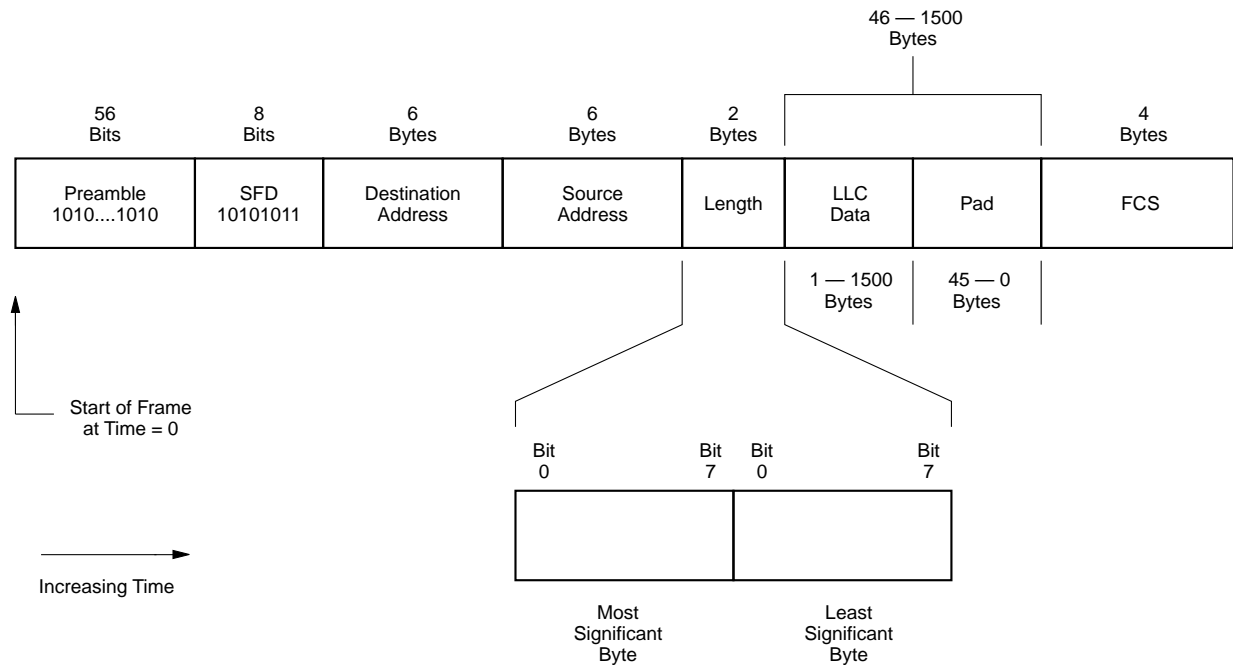 46 — 1500
Bytes
56
Bits
8
Bits
6
Bytes
6
Bytes
2
Bytes
4
Bytes
Preamble
1010....1010
SFD
10101011
Destination
Address
Source
Address
Length
LLC
Data
Pad
FCS
1 — 1500
Bytes
45 — 0
Bytes
Start of Frame
at Time = 0
Bit
0
Bit
7
Bit
0
Bit
7
Increasing Time
Most
Significant
Byte
Least
Significant
Byte